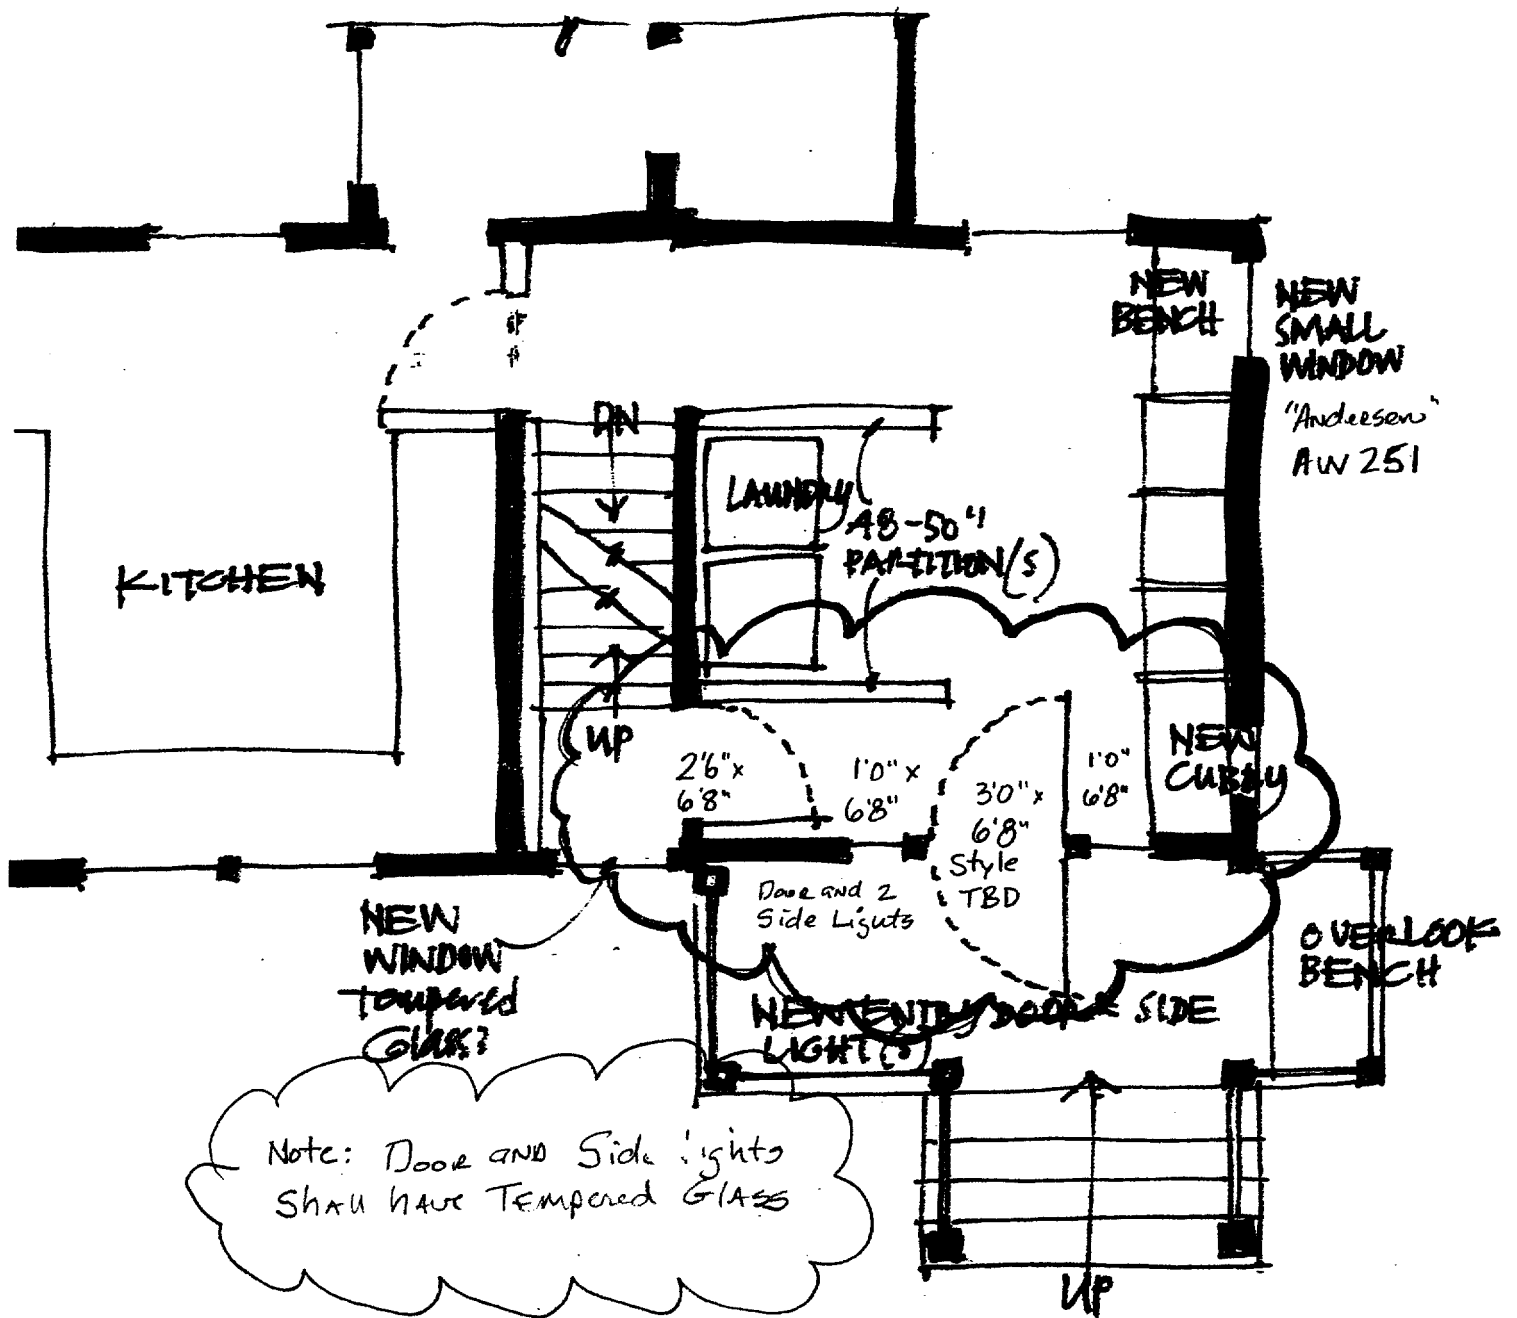 NEW
BENCH
NEW
SMALL
WINDOW
"Andersen"
AW 251
DN
LAUNDRY
48-50"
PARTITION(S)
KITCHEN
UP
2'6" x
6'8"
1'0" x
6'8"
3'0" x
6'8"
Style
TBD
1'0"
6'8"
NEW
CUBBY
Door and 2
Side Lights
NEW
WINDOW
Tempered
Glass?
OVERLOOK
BENCH
NEW ENTRY DOOR & SIDE
LIGHT(S)
Note: Door and Side Lights
Shall have Tempered Glass
UP